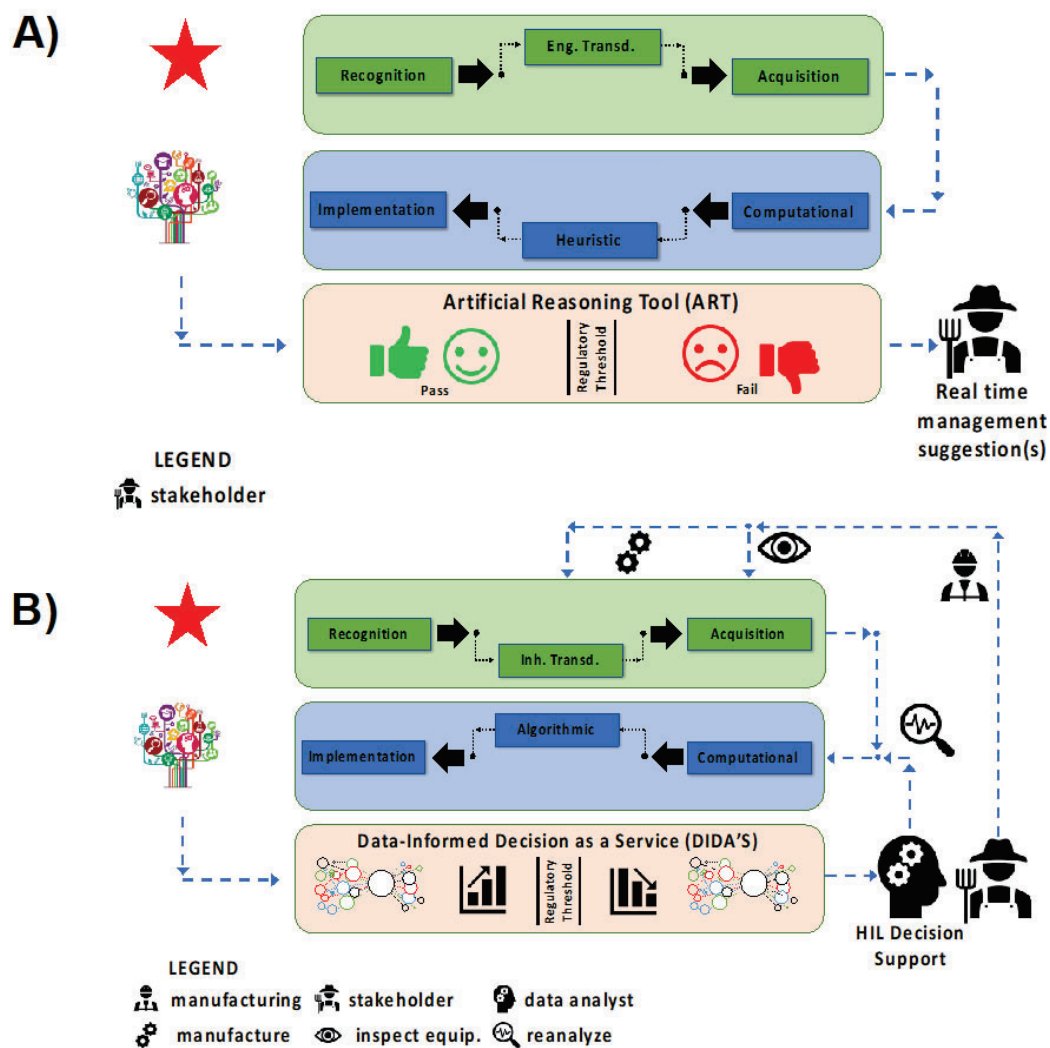 A)
Eng. Transd.
Recognition
Acquisition
Implementation
Computational
Heuristic
Artificial Reasoning Tool (ART)
Regulatory
Threshold
Pass
Fail
Real time
management
suggestion(s)
LEGEND
stakeholder
B)
Recognition
Acquisition
Inh. Transd.
Algorithmic
Implementation
Computational
Data-Informed Decision as a Service (DIDA'S)
Regulatory
Threshold
HIL Decision
Support
LEGEND
manufacturing
stakeholder
data analyst
manufacture
inspect equip.
reanalyze